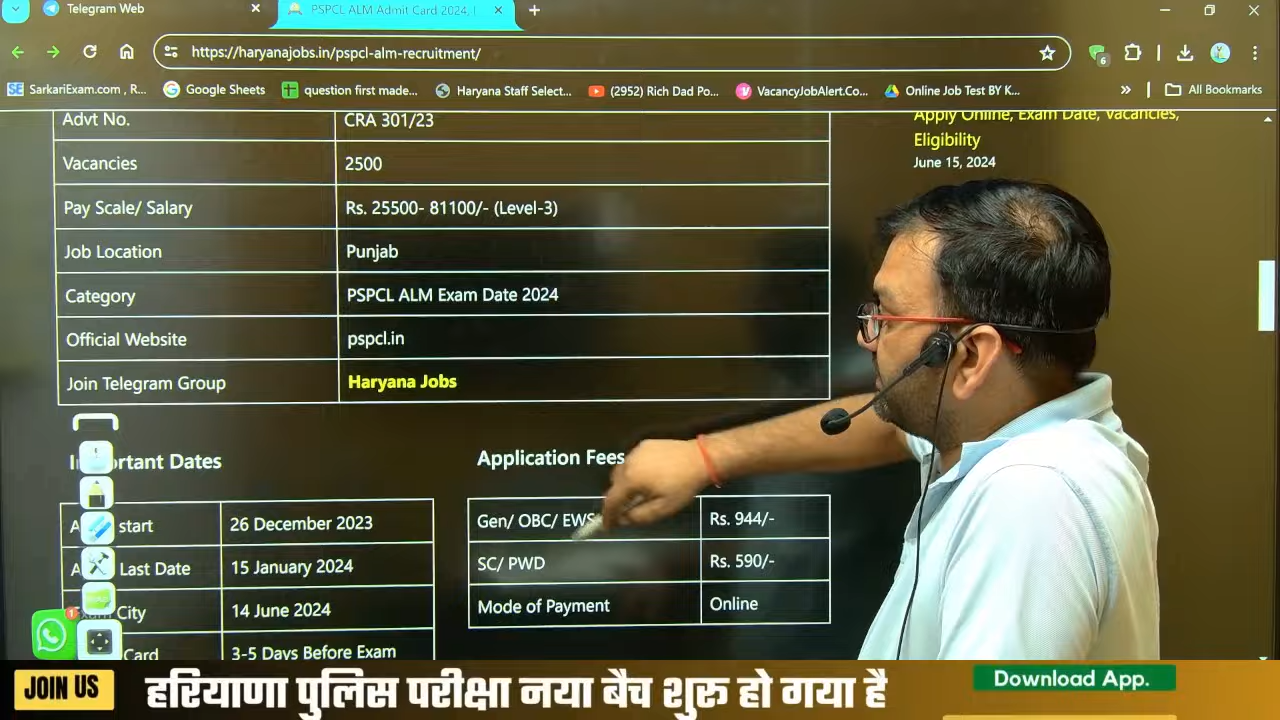 Telegram Web
PSPCL ALM Admit Card 2024, I
https://haryanajobs.in/pspcl-alm-recruitment/
6
SE SarkariExam.com , R...
Google Sheets
question first made...
Haryana Staff Select...
(2952) Rich Dad Po...
VacancyJobAlert.Co...
Online Job Test BY K...
All Bookmarks
Advt No. CRA 301/23
Vacancies 2500
Pay Scale/ Salary Rs. 25500- 81100/- (Level-3)
Job Location Punjab
Category PSPCL ALM Exam Date 2024
Official Website pspcl.in
Join Telegram Group Haryana Jobs
Apply Online, Exam Date, Vacancies,
Eligibility
June 15, 2024
Dates
start 26 December 2023
Last Date 15 January 2024
City 14 June 2024
Card 3-5 Days Before Exam
Application Fees
Gen/ OBC/ EWS Rs. 944/-
SC/ PWD Rs. 590/-
Mode of Payment Online
1
JOIN US
हरियाणा पुलिस परीक्षा नया बैच शुरू हो गया है
Download App.